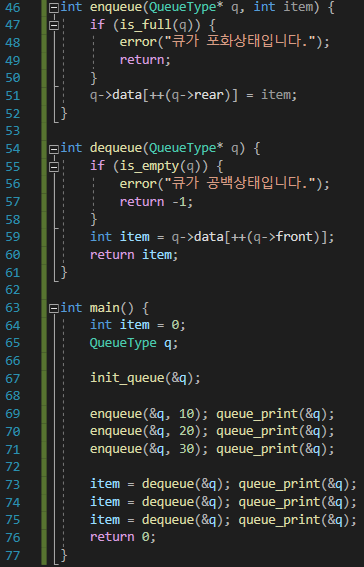 46 int enqueue(QueueType* q, int item) {
47     if (is_full(q)) {
48         error("큐가 포화상태입니다.");
49         return;
50     }
51     q->data[++(q->rear)] = item;
52 }
53
54 int dequeue(QueueType* q) {
55     if (is_empty(q)) {
56         error("큐가 공백상태입니다.");
57         return -1;
58     }
59     int item = q->data[++(q->front)];
60     return item;
61 }
62
63 int main() {
64     int item = 0;
65     QueueType q;
66
67     init_queue(&q);
68
69     enqueue(&q, 10); queue_print(&q);
70     enqueue(&q, 20); queue_print(&q);
71     enqueue(&q, 30); queue_print(&q);
72
73     item = dequeue(&q); queue_print(&q);
74     item = dequeue(&q); queue_print(&q);
75     item = dequeue(&q); queue_print(&q);
76     return 0;
77 }